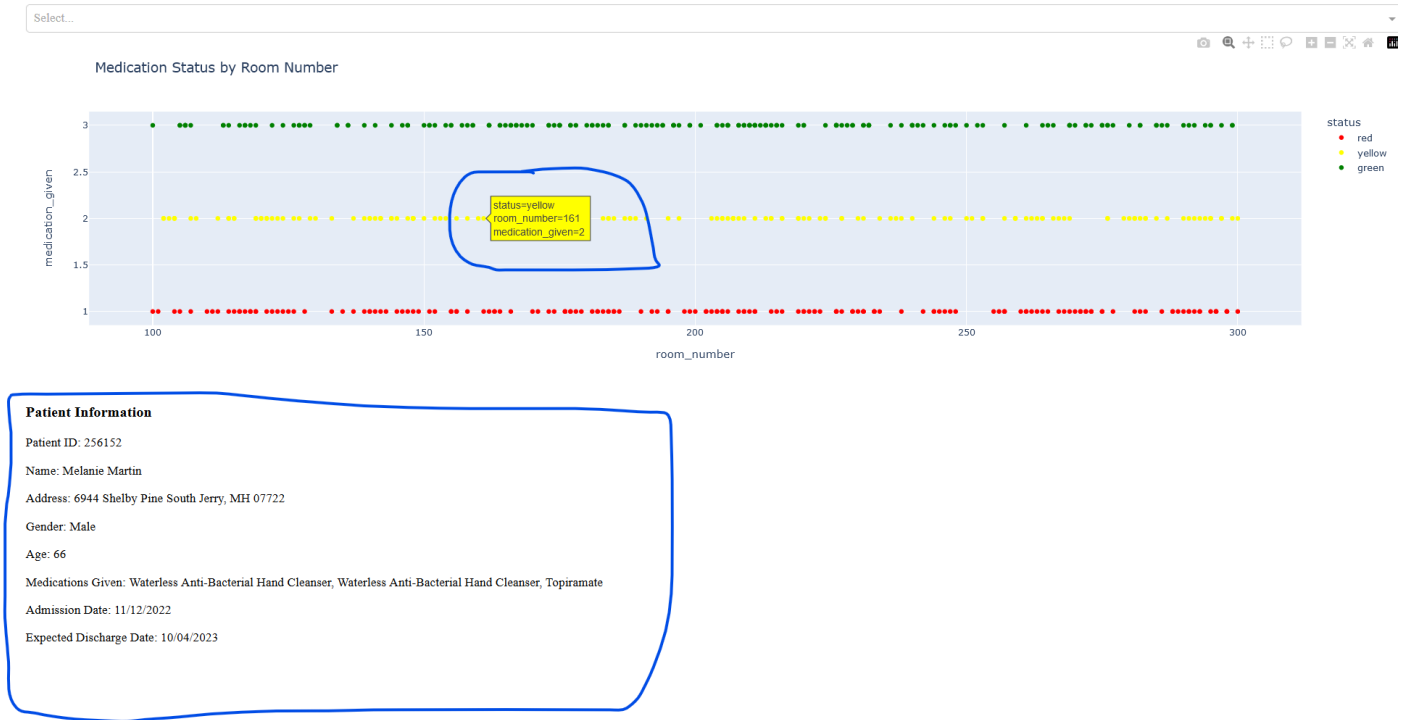 Select...
Medication Status by Room Number
status
red
yellow
green
3
2.5
2
1.5
1
medication_given
status=yellow
room_number=161
medication_given=2
100
150
200
250
300
room_number
Patient Information
Patient ID: 256152
Name: Melanie Martin
Address: 6944 Shelby Pine South Jerry, MH 07722
Gender: Male
Age: 66
Medications Given: Waterless Anti-Bacterial Hand Cleanser, Waterless Anti-Bacterial Hand Cleanser, Topiramate
Admission Date: 11/12/2022
Expected Discharge Date: 10/04/2023